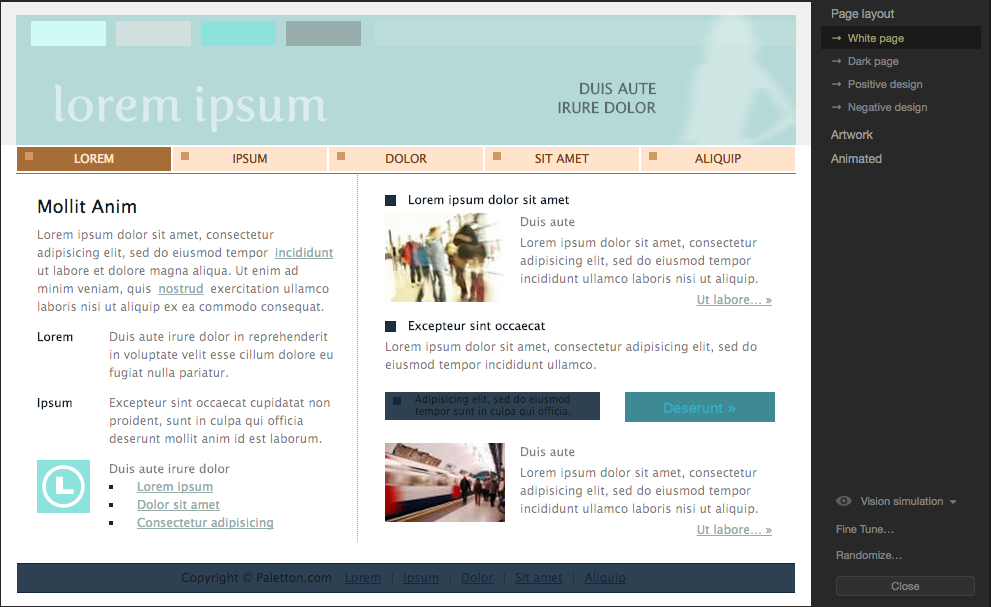 lorem ipsum
DUIS AUTE
IRURE DOLOR
LOREM
IPSUM
DOLOR
SIT AMET
ALIQUIP
Mollit Anim
Lorem ipsum dolor sit amet, consectetur
adipisicing elit, sed do eiusmod tempor incididunt
ut labore et dolore magna aliqua. Ut enim ad
minim veniam, quis nostrud exercitation ullamco
laboris nisi ut aliquip ex ea commodo consequat.
Lorem
Duis aute irure dolor in reprehenderit
in voluptate velit esse cillum dolore eu
fugiat nulla pariatur.
Ipsum
Excepteur sint occaecat cupidatat non
proident, sunt in culpa qui officia
deserunt mollit anim id est laborum.
Duis aute irure dolor
Lorem ipsum
Dolor sit amet
Consectetur adipisicing
Lorem ipsum dolor sit amet
Duis aute
Lorem ipsum dolor sit amet, consectetur
adipisicing elit, sed do eiusmod tempor
incididunt ullamco laboris nisi ut aliquip.
Ut labore... »
Excepteur sint occaecat
Lorem ipsum dolor sit amet, consectetur adipisicing elit, sed do
eiusmod tempor incididunt ullamco.
Adipisicing elit, sed do eiusmod
tempor sunt in culpa qui officia.
Deserunt »
Duis aute
Lorem ipsum dolor sit amet, consectetur
adipisicing elit, sed do eiusmod tempor
incididunt ullamco laboris nisi ut aliquip.
Ut labore... »
Copyright © Paletton.com Lorem | Ipsum | Dolor | Sit amet | Aliquip
Page layout
→ White page
→ Dark page
→ Positive design
→ Negative design
Artwork
Animated
Vision simulation
Fine Tune...
Randomize...
Close